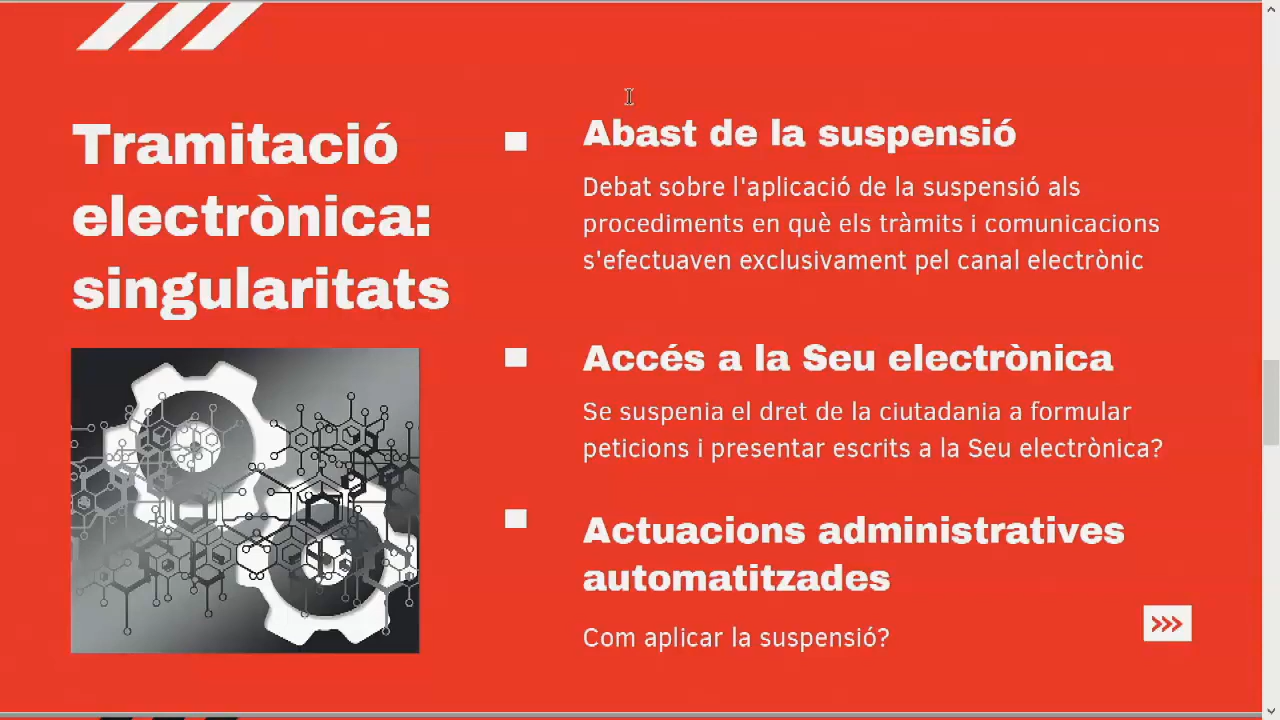 Tramitació
electrònica:
singularitats
Abast de la suspensió
Debat sobre l'aplicació de la suspensió als
procediments en què els tràmits i comunicacions
s'efectuaven exclusivament pel canal electrònic
Accés a la Seu electrònica
Se suspenia el dret de la ciutadania a formular
peticions i presentar escrits a la Seu electrònica?
Actuacions administratives
automatitzades
Com aplicar la suspensió?